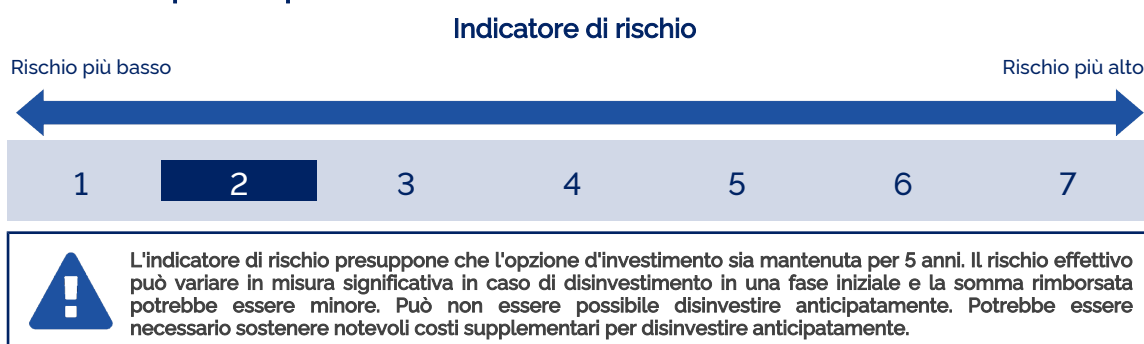 Indicatore di rischio
Rischio più basso
Rischio più alto
1 2 3 4 5 6 7
L'indicatore di rischio presuppone che l'opzione d'investimento sia mantenuta per 5 anni. Il rischio effettivo
può variare in misura significativa in caso di disinvestimento in una fase iniziale e la somma rimborsata
potrebbe essere minore. Può non essere possibile disinvestire anticipatamente. Potrebbe essere
necessario sostenere notevoli costi supplementari per disinvestire anticipatamente.